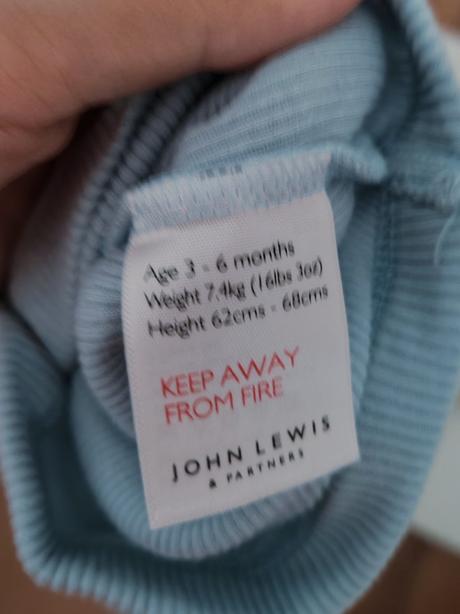 Age 3 - 6 months
Weight 7.4kg (16lbs 3oz)
Height 62cms - 68cms
KEEP AWAY
FROM FIRE
JOHN LEWIS
& PARTNERS